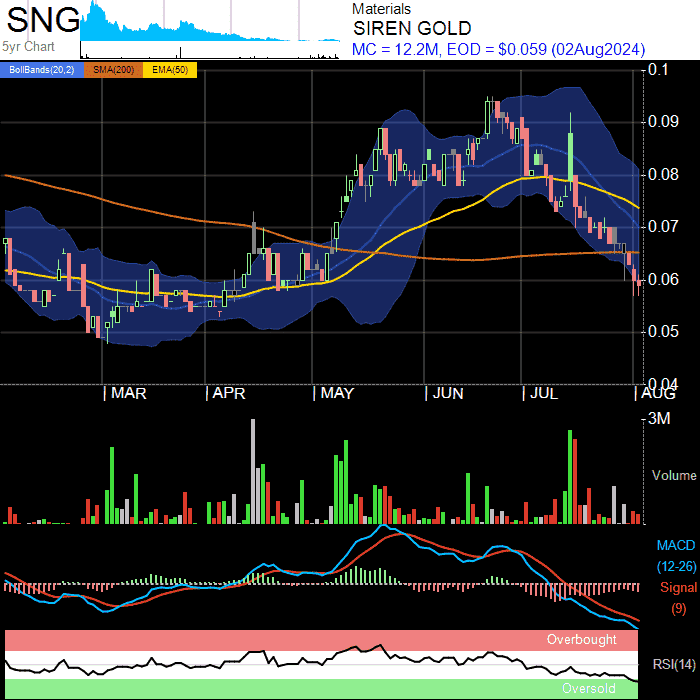 SNG
5yr Chart
Materials
SIREN GOLD
MC = 12.2M, EOD = $0.059 (02Aug2024)
BollBands(20,2) SMA(200) EMA(50)
0.1
0.09
0.08
0.07
0.06
0.05
0.04
MAR APR MAY JUN JUL AUG
3M
Volume
MACD
(12-26)
Signal
(9)
Overbought
RSI(14)
Oversold